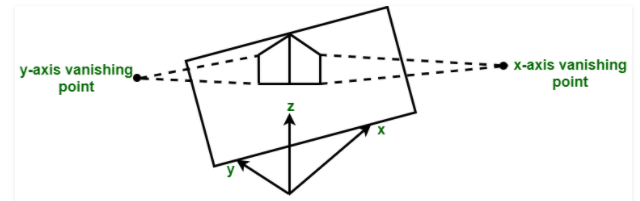 y-axis vanishing
point
x-axis vanishing
point
z
x
y